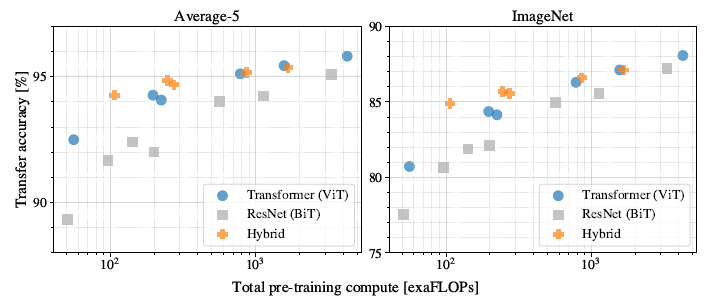 Average-5
ImageNet
Transfer accuracy [%]
95
90
10²
10³
Transformer (ViT)
ResNet (BiT)
Hybrid
90
85
80
75
10²
10³
Transformer (ViT)
ResNet (BiT)
Hybrid
Total pre-training compute [exaFLOPs]